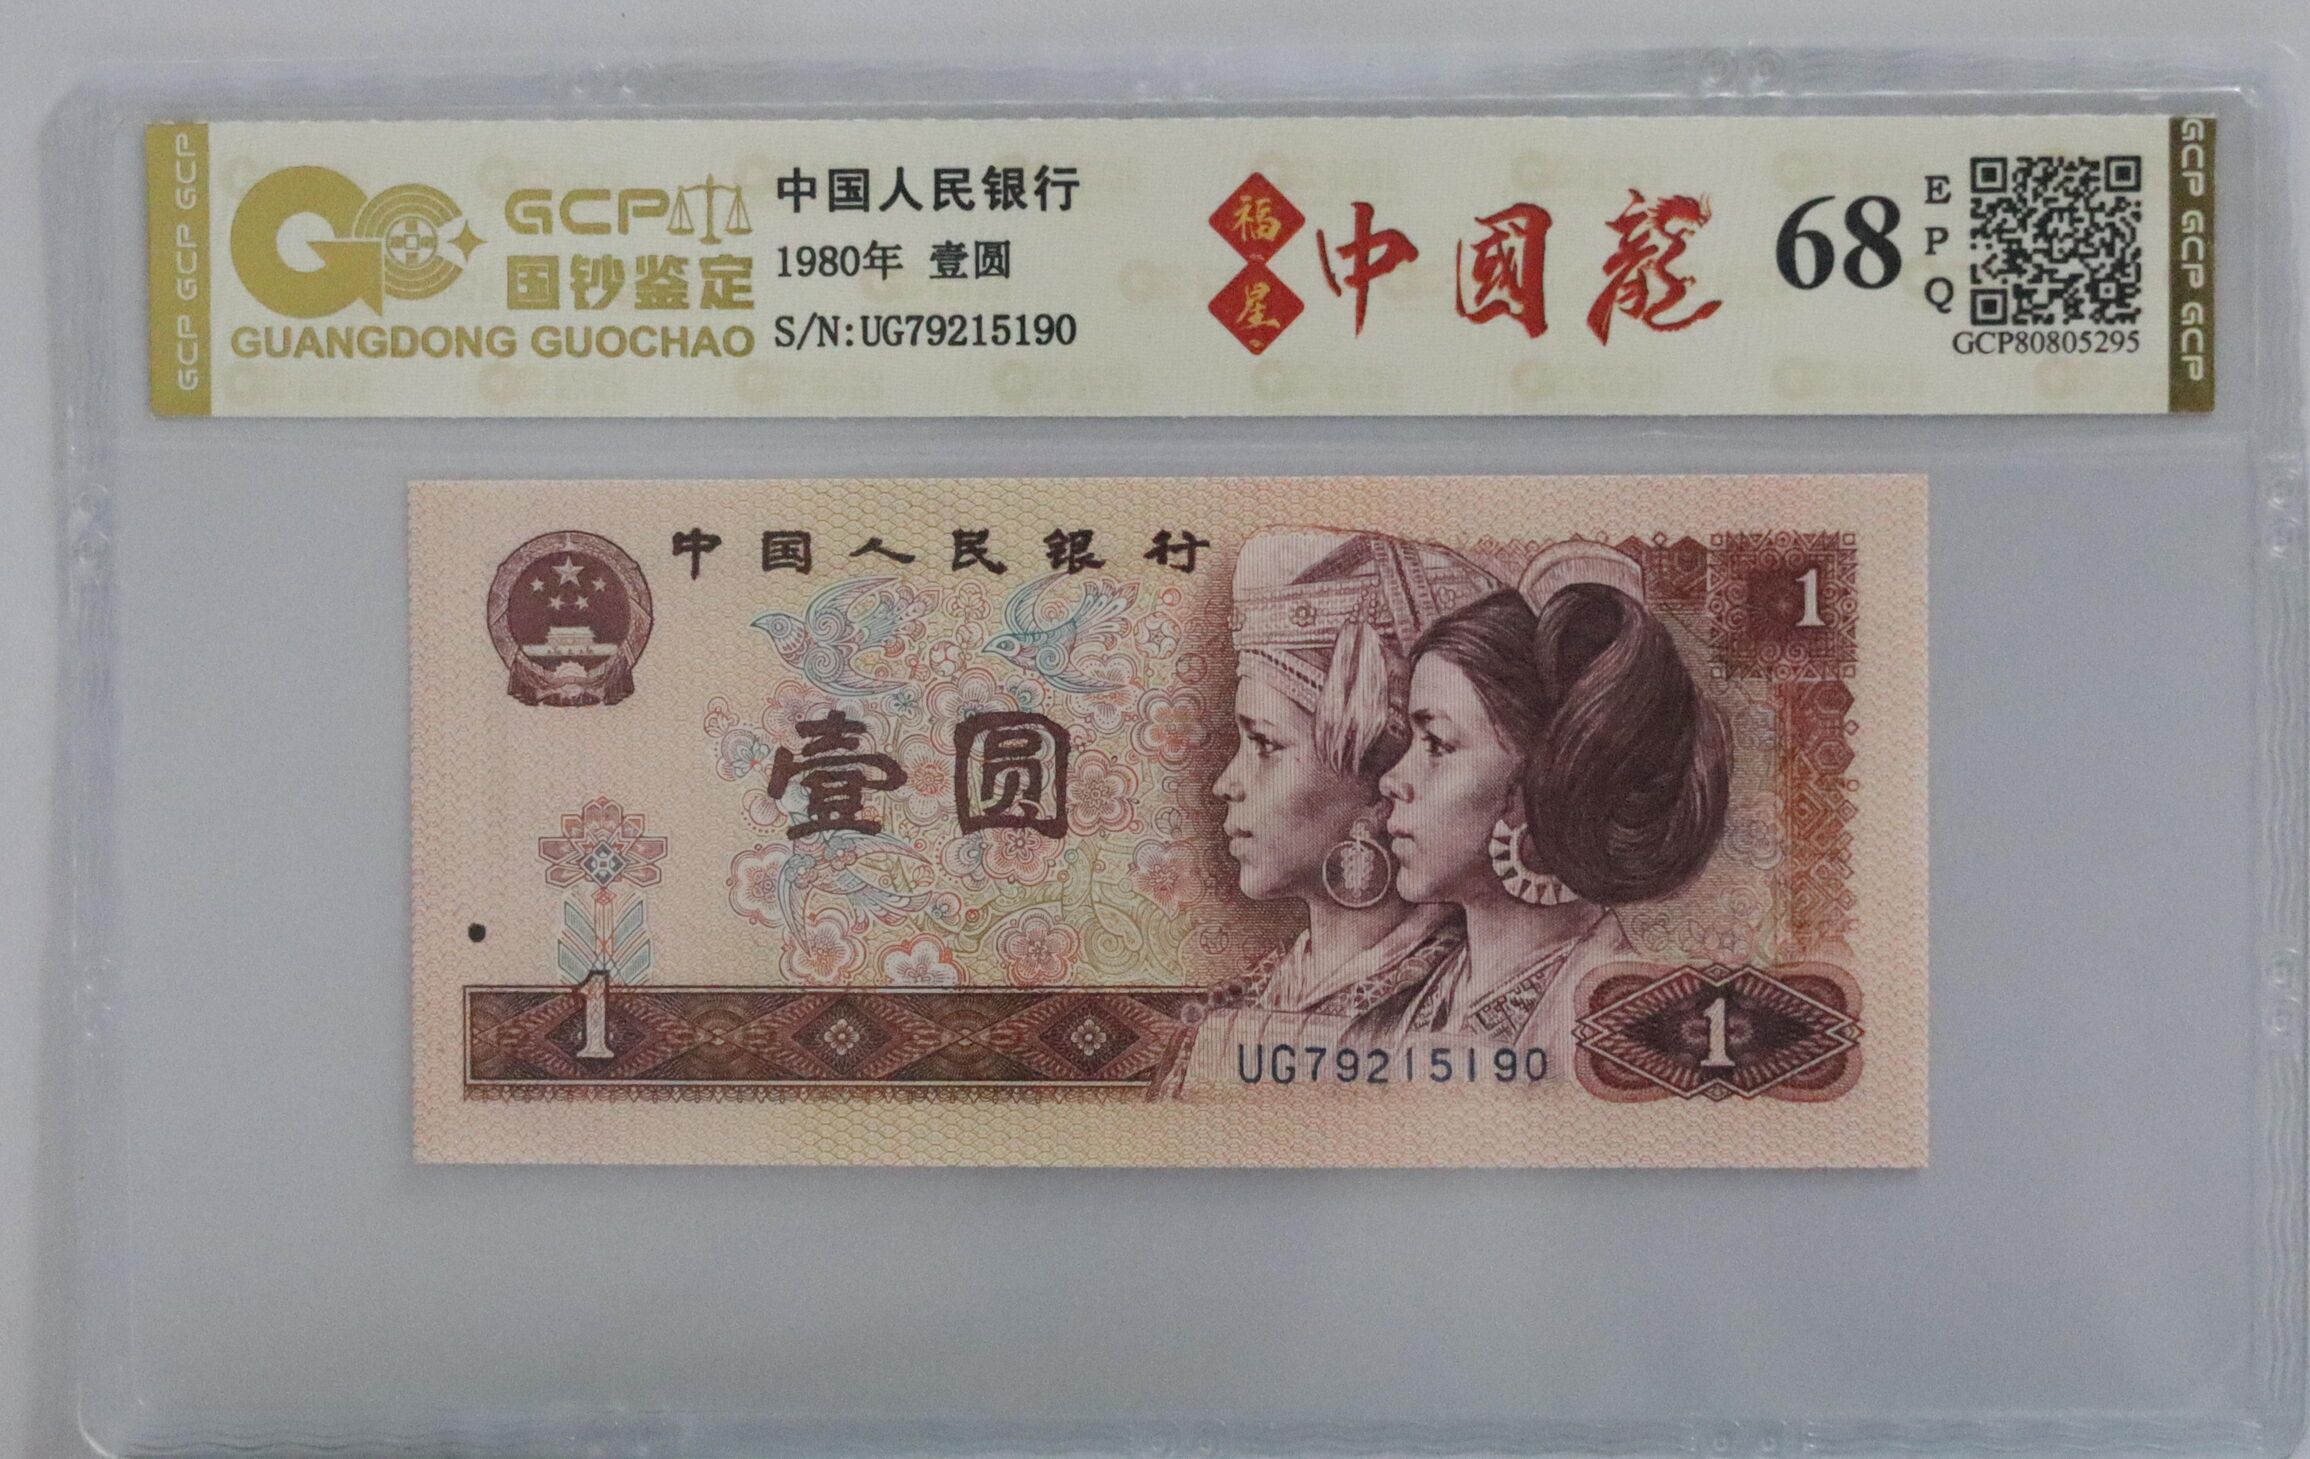 GCP GCP GCP
GCP
国钞鉴定
GUANGDONG GUOCHAO
中国人民银行
1980年 壹圆
S/N:UG79215190
福星
中國龍
68
EPQ
GCP80805295
GCP GCP GCP
中国人民银行
1
壹圆
1
UG79215190
1